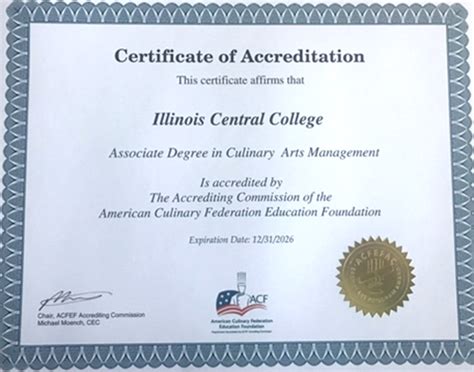 Certificate of Accreditation
This certificate affirms that
Illinois Central College
Associate Degree in Culinary Arts Management
Is accredited by
The Accrediting Commission of the
American Culinary Federation Education Foundation
Expiration Date: 12/31/2026
Chair, ACFEF Accrediting Commission
Michael Moench, CEC
ACF
American Culinary Federation
Education Foundation
ACFEFAC